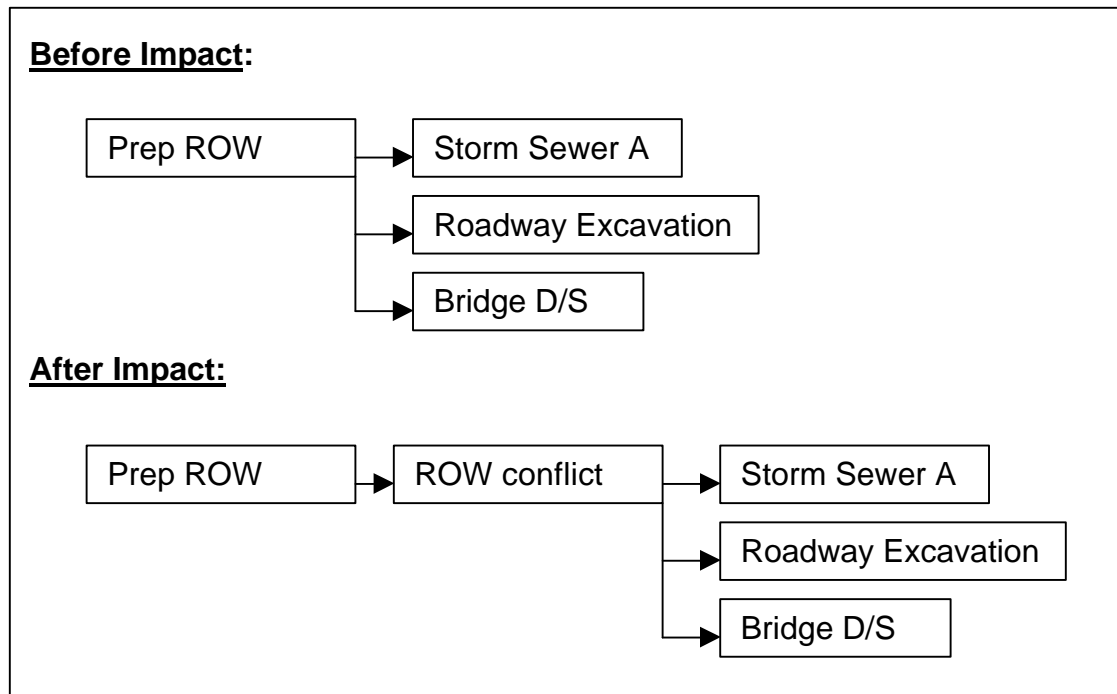 Before Impact:
Prep ROW
Storm Sewer A
Roadway Excavation
Bridge D/S
After Impact:
Prep ROW
ROW conflict
Storm Sewer A
Roadway Excavation
Bridge D/S